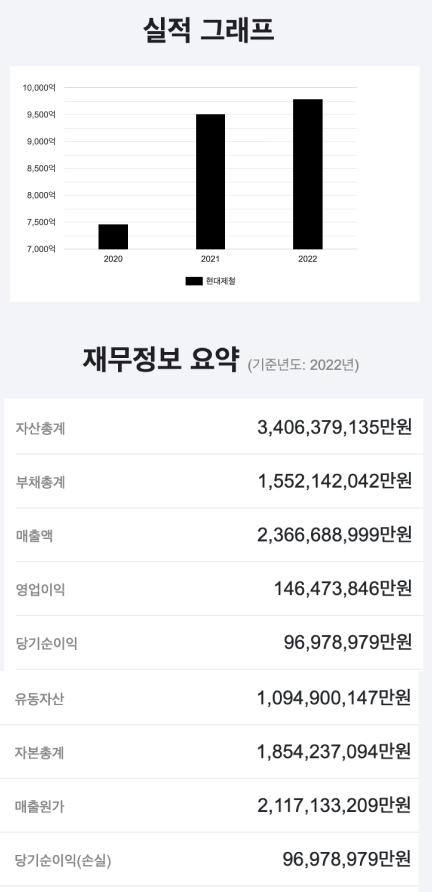 실적 그래프
10,000억
9,500억
9,000억
8,500억
8,000억
7,500억
7,000억
2020 2021 2022
현대제철
재무정보 요약 (기준년도: 2022년)
자산총계 3,406,379,135만원
부채총계 1,552,142,042만원
매출액 2,366,688,999만원
영업이익 146,473,846만원
당기순이익 96,978,979만원
유동자산 1,094,900,147만원
자본총계 1,854,237,094만원
매출원가 2,117,133,209만원
당기순이익(손실) 96,978,979만원